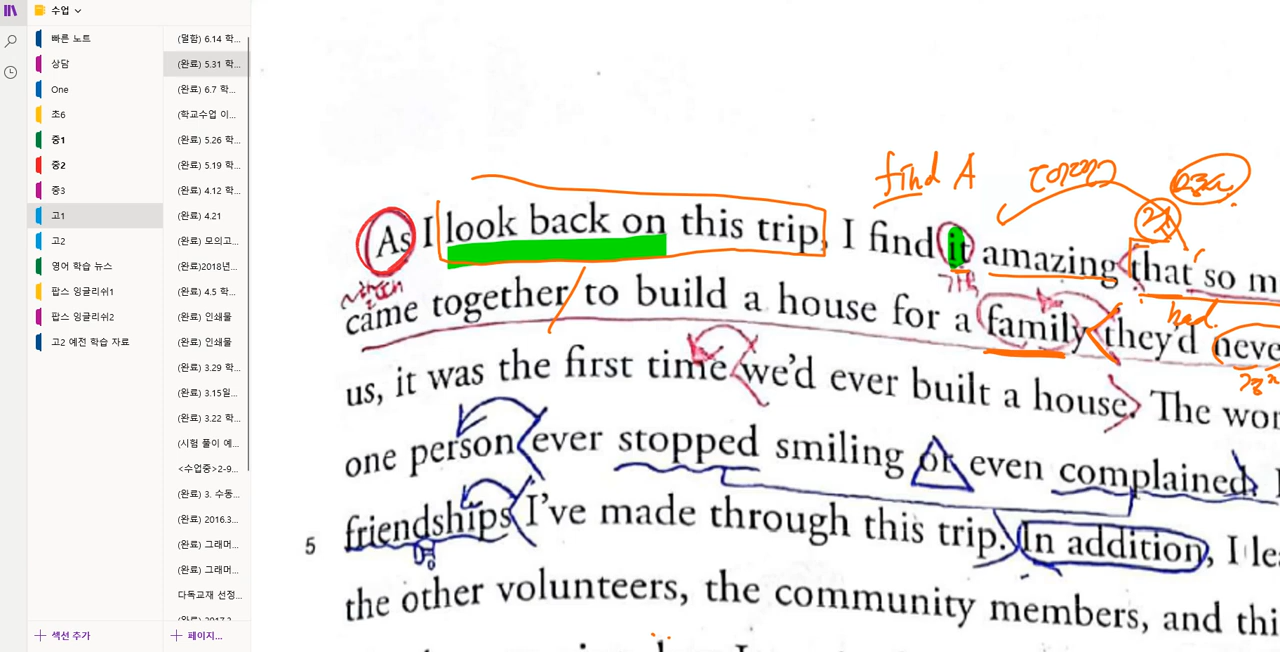 수업
빠른 노트
상담
One
초6
중1
중2
중3
고1
고2
영어 학습 뉴스
팝스 잉글리쉬1
팝스 잉글리쉬2
고2 예전 학습 자료
섹션 추가
(덜함) 6.14 학...
(완료) 5.31 학...
(완료) 6.7 학...
(학교수업 이...
(완료) 5.26 학...
(완료) 5.19 학...
(완료) 4.12 학...
(완료) 4.21
(완료) 모의고...
(완료)2018년...
(완료) 4.5 학...
(완료) 인쇄물
(완료) 인쇄물
(완료) 3.29 학...
(완료) 3.15일...
(완료) 3.22 학...
(시험 풀이 예...
<수업중>2-9...
(완료) 3. 수동...
(완료) 2016.3...
(완료) 그래머...
(완료) 그래머...
다독교재 선정...
페이지...
find A
As I look back on this trip, I find it amazing that so m
came together to build a house for a family they'd neve
had
us, it was the first time we'd ever built a house. The wor
one person ever stopped smiling or even complained. I
5 friendships I've made through this trip. In addition, I lea
the other volunteers, the community members, and thi